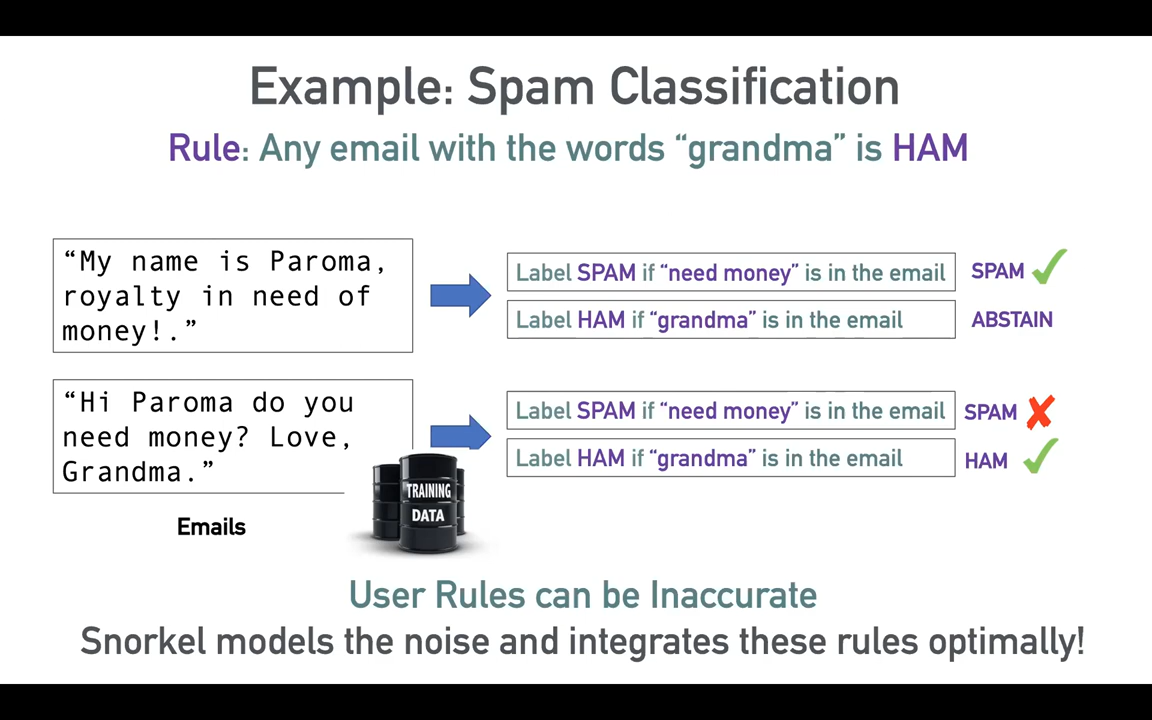 Example: Spam Classification
Rule: Any email with the words “grandma” is HAM
“My name is Paroma,
royalty in need of
money!.”
Label SPAM if “need money” is in the email
SPAM
Label HAM if “grandma” is in the email
ABSTAIN
“Hi Paroma do you
need money? Love,
Grandma.”
Label SPAM if “need money” is in the email
SPAM
Label HAM if “grandma” is in the email
HAM
TRAINING
DATA
Emails
User Rules can be Inaccurate
Snorkel models the noise and integrates these rules optimally!